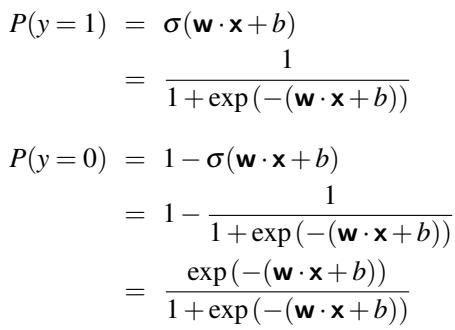 P(y = 1) = σ(w · x + b)
= 1 / (1 + exp (−(w · x + b)))
P(y = 0) = 1 − σ(w · x + b)
= 1 − 1 / (1 + exp (−(w · x + b)))
= exp (−(w · x + b)) / (1 + exp (−(w · x + b)))